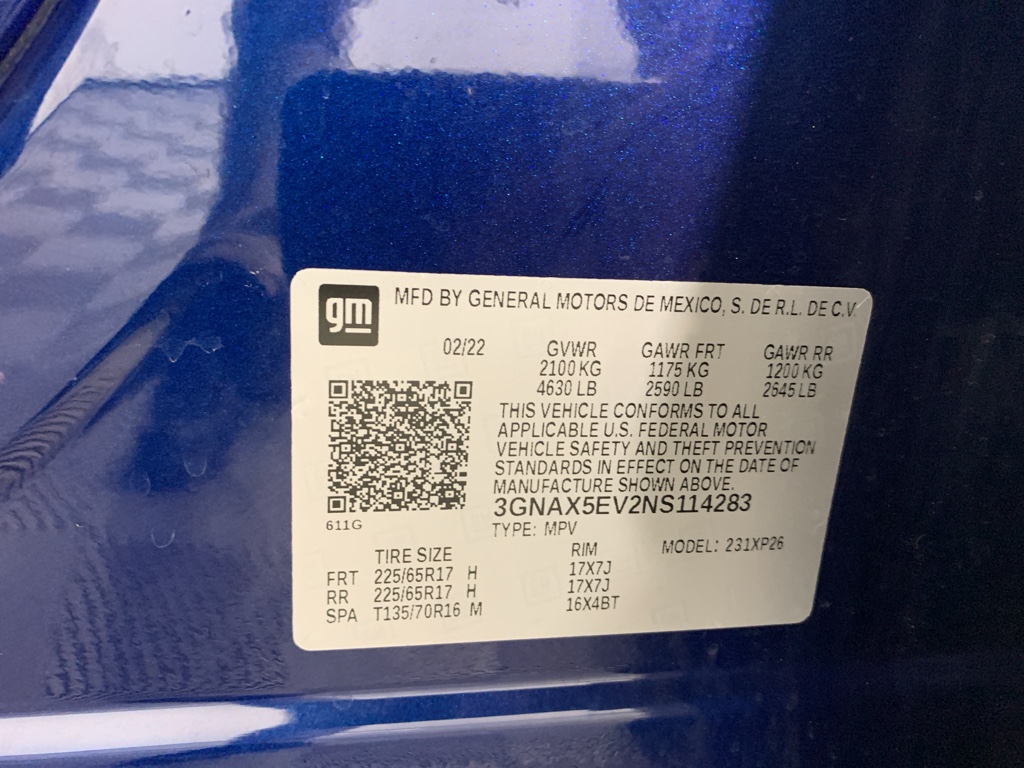 gm
MFD BY GENERAL MOTORS DE MEXICO, S. DE R.L. DE C.V.
02/22 GVWR GAWR FRT GAWR RR
2100 KG 1175 KG 1200 KG
4630 LB 2590 LB 2645 LB
THIS VEHICLE CONFORMS TO ALL
APPLICABLE U.S. FEDERAL MOTOR
VEHICLE SAFETY AND THEFT PREVENTION
STANDARDS IN EFFECT ON THE DATE OF
MANUFACTURE SHOWN ABOVE.
3GNAX5EV2NS114283
611G
TYPE: MPV
MODEL: 231XP26
TIRE SIZE RIM
FRT 225/65R17 H 17X7J
RR 225/65R17 H 17X7J
SPA T135/70R16 M 16X4BT